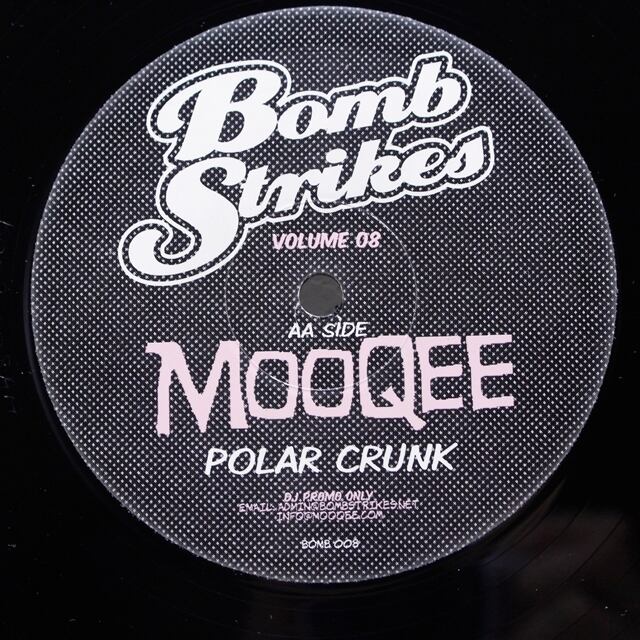 Bomb
Strikes
VOLUME 08
AA SIDE
MOOQEE
POLAR CRUNK
DJ PROMO ONLY
EMAIL: ADMIN@BOMBSTRIKES.NET
INFO@MOOQEE.COM
BOMB 008